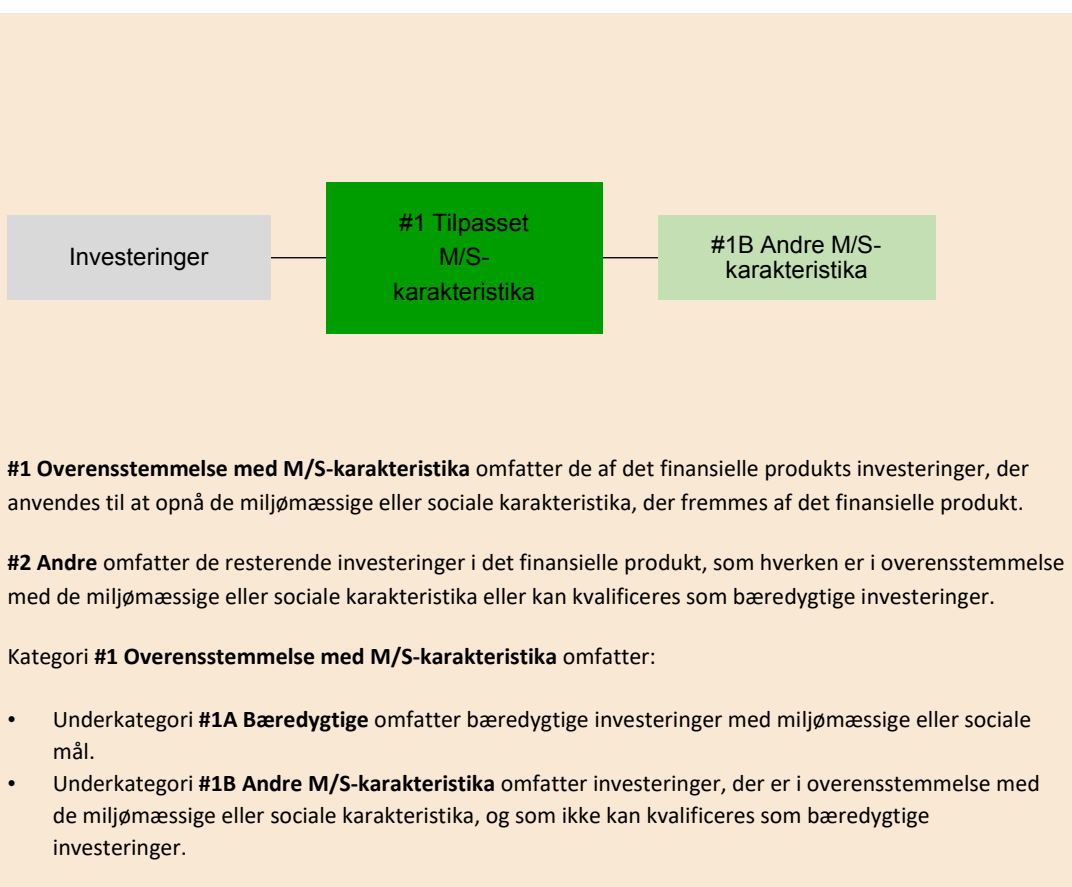 Investeringer
#1 Tilpasset
M/S-
karakteristika
#1B Andre M/S-
karakteristika
#1 Overensstemmelse med M/S-karakteristika omfatter de af det finansielle produkts investeringer, der
anvendes til at opnå de miljømæssige eller sociale karakteristika, der fremmes af det finansielle produkt.
#2 Andre omfatter de resterende investeringer i det finansielle produkt, som hverken er i overensstemmelse
med de miljømæssige eller sociale karakteristika eller kan kvalificeres som bæredygtige investeringer.
Kategori #1 Overensstemmelse med M/S-karakteristika omfatter:
• Underkategori #1A Bæredygtige omfatter bæredygtige investeringer med miljømæssige eller sociale
mål.
• Underkategori #1B Andre M/S-karakteristika omfatter investeringer, der er i overensstemmelse med
de miljømæssige eller sociale karakteristika, og som ikke kan kvalificeres som bæredygtige
investeringer.